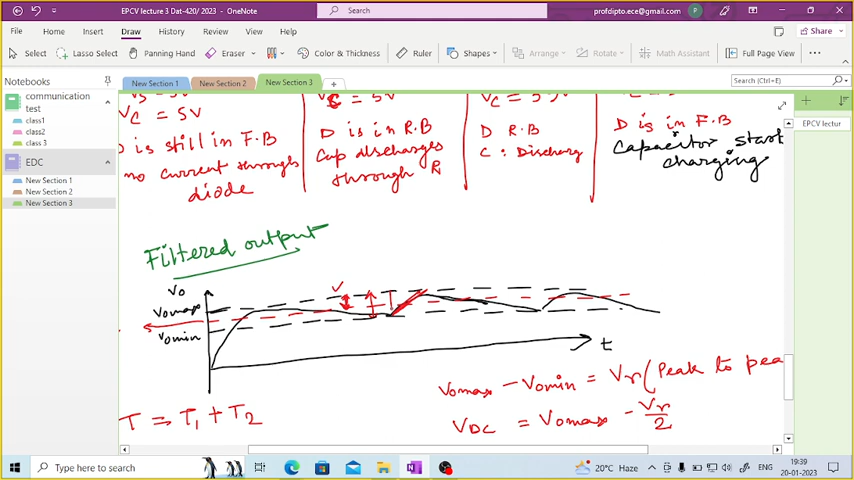 EPCV lecture 3 Dat-420/ 2023 - OneNote
Search
profdipto.ece@gmail.com
P
File Home Insert Draw History Review View Help
Share
Select Lasso Select Panning Hand Eraser Color & Thickness Ruler Shapes Arrange Rotate Math Assistant Full Page View
Notebooks
New Section 1 New Section 2 New Section 3 +
Search (Ctrl+E)
communication
test
class1
class2
class 3
EDC
New Section 1
New Section 2
New Section 3
EPCV lectur
VC = 5V
D is still in F.B
no current through
diode
VC = 5V
D is in R.B
Cap discharges
through R
D R.B
C : Discharg
D is in F.B
Capacitor start
charging
Filtered output
vo
vomax
vomin
t
vomax - vomin = Vr (Peak to pea
VDC = Vomax - Vr/2
T => T1 + T2
Type here to search
20°C Haze
ENG
19:39
20-01-2023